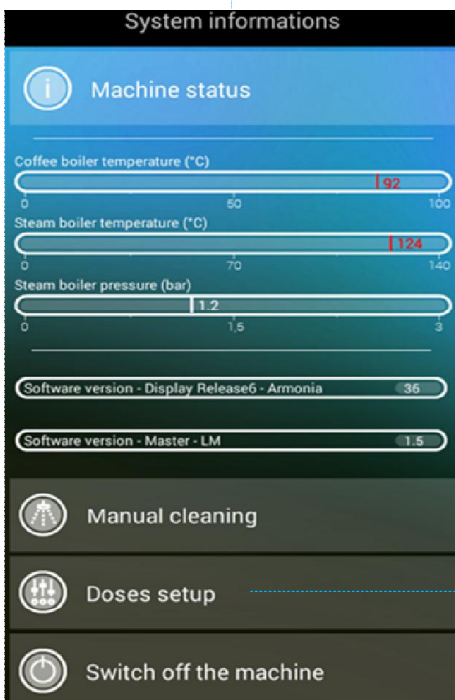 System informations
Machine status
Coffee boiler temperature (°C)
92
0 50 100
Steam boiler temperature (°C)
124
0 70 140
Steam boiler pressure (bar)
1.2
0 1,5 3
Software version - Display Release6 - Armonia 36
Software version - Master - LM 1.5
Manual cleaning
Doses setup
Switch off the machine